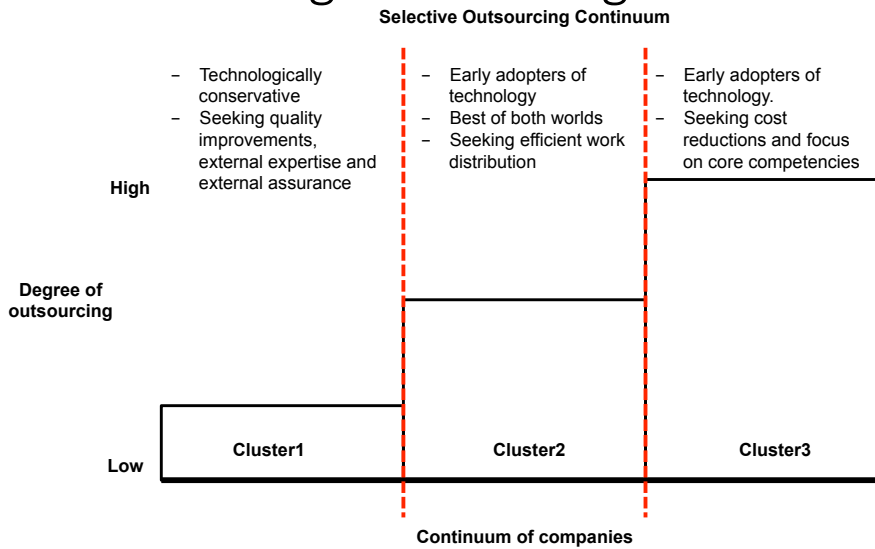 Selective Outsourcing Continuum
– Technologically
conservative
– Seeking quality
improvements,
external expertise and
external assurance
– Early adopters of
technology
– Best of both worlds
– Seeking efficient work
distribution
– Early adopters of
technology.
– Seeking cost
reductions and focus
on core competencies
High
Degree of
outsourcing
Low
Cluster1
Cluster2
Cluster3
Continuum of companies